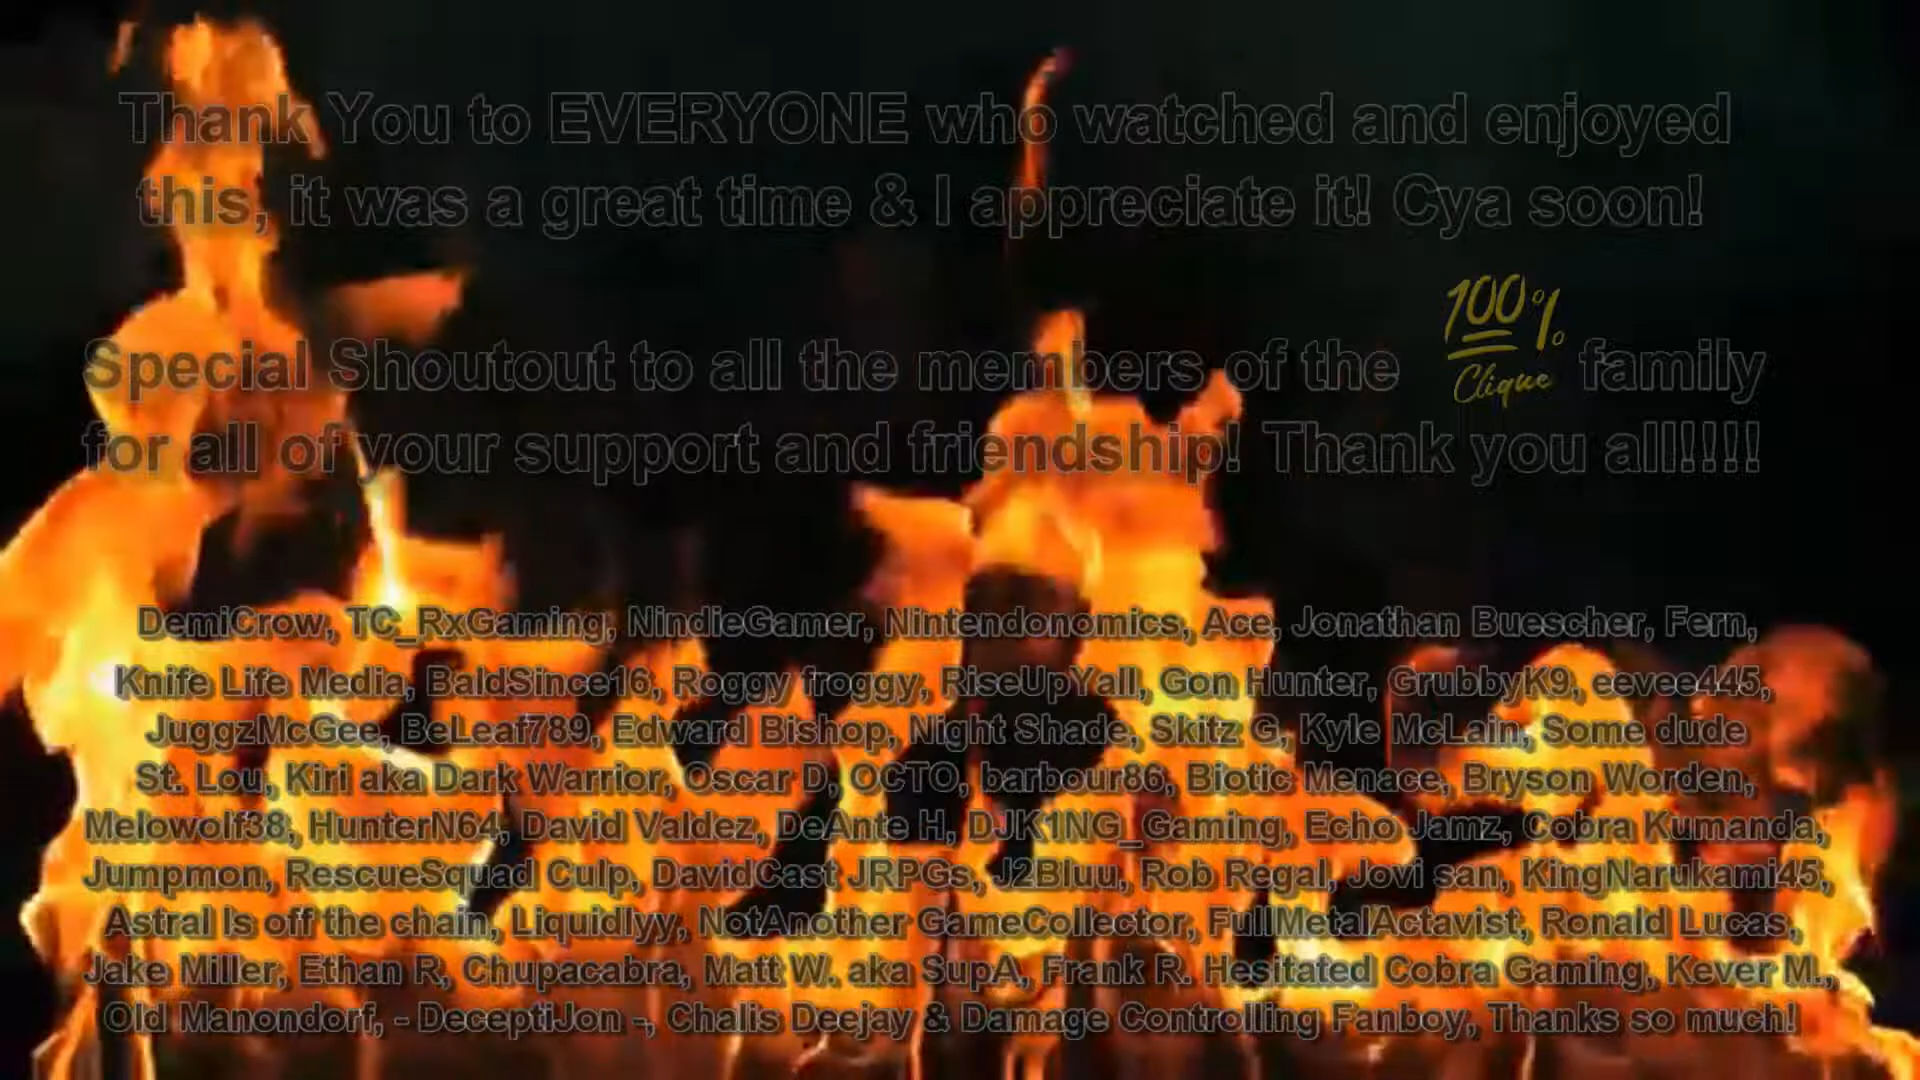 Thank You to EVERYONE who watched and enjoyed
this, it was a great time & I appreciate it! Cya soon!
Special Shoutout to all the members of the 100% Clique family
for all of your support and friendship! Thank you all!!!!
DemiCrow, TC_RxGaming, NindieGamer, Nintendonomics, Ace, Jonathan Buescher, Fern,
Knife Life Media, BaldSince16, Roggy froggy, RiseUpYall, Gon Hunter, GrubbyK9, eevee445,
JuggzMcGee, BeLeaf789, Edward Bishop, Night Shade, Skitz G, Kyle McLain, Some dude
St. Lou, Kiri aka Dark Warrior, Oscar D, OCTO, barbour86, Biotic Menace, Bryson Worden,
Melowolf38, HunterN64, David Valdez, DeAnte H, DJK1NG_Gaming, Echo Jamz, Cobra Kumanda,
Jumpmon, RescueSquad Culp, DavidCast JRPGs, J2Bluu, Rob Regal, Jovi san, KingNarukami45,
Astral Is off the chain, Liquidlyy, NotAnother GameCollector, FullMetalActavist, Ronald Lucas,
Jake Miller, Ethan R, Chupacabra, Matt W. aka SupA, Frank R. Hesitated Cobra Gaming, Kever M.,
Old Manondorf, - DeceptiJon -, Chalis Deejay & Damage Controlling Fanboy, Thanks so much!